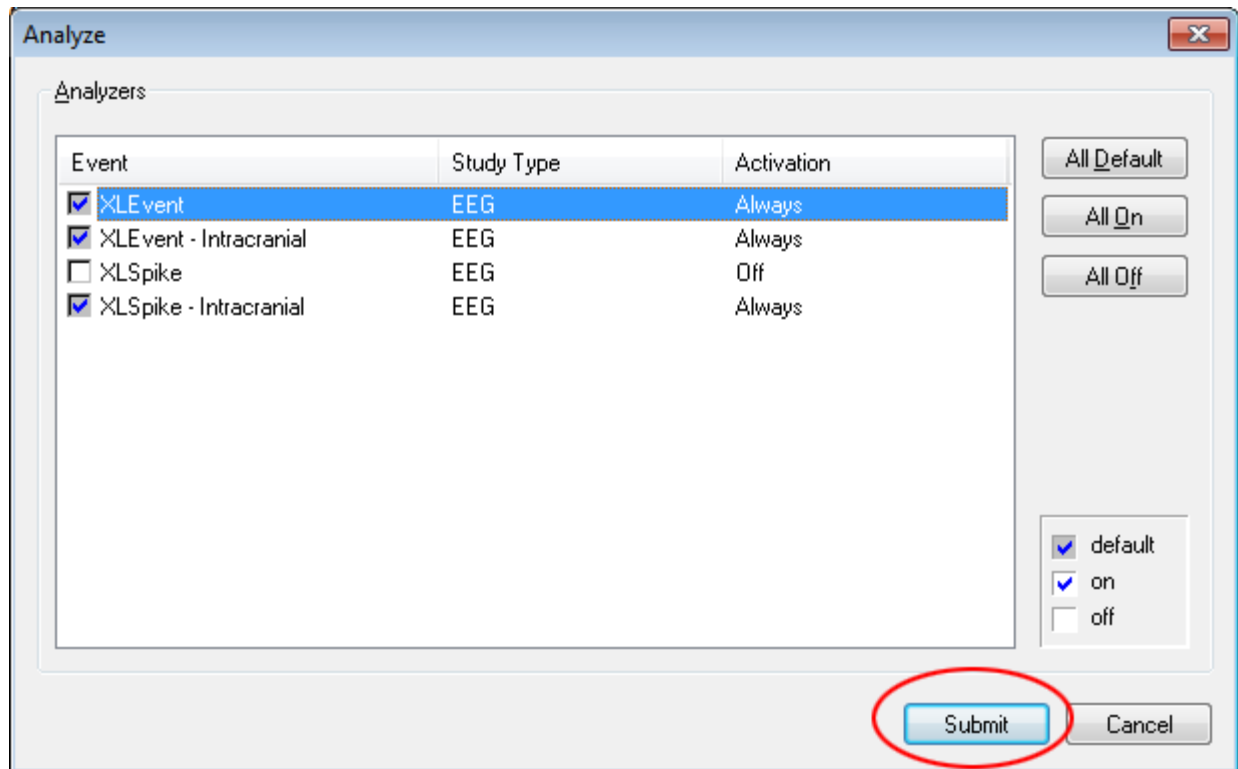 Analyze
Analyzers
Event Study Type Activation
XLEvent EEG Always
XLEvent - Intracranial EEG Always
XLSpike EEG Off
XLSpike - Intracranial EEG Always
All Default
All On
All Off
default
on
off
Submit Cancel